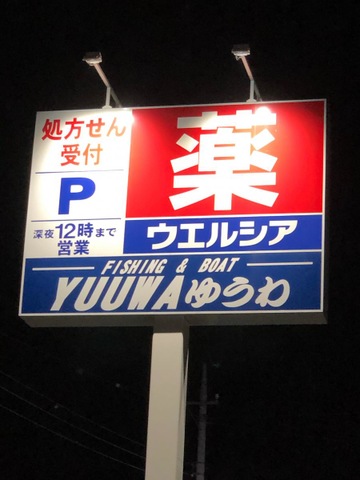 処方せん
受付
P
深夜12時まで
営業
薬
ウエルシア
FISHING & BOAT
YUUWAゆうわ